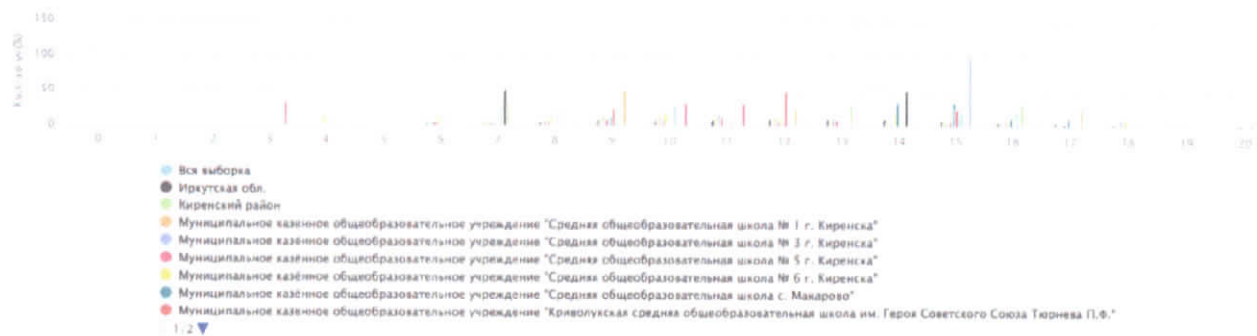 150
100
50
0
Кол-во уч.(%)
0 1 2 3 4 5 6 7 8 9 10 11 12 13 14 15 16 17 18 19 20
Вся выборка
Иркутская обл.
Киренский район
Муниципальное казённое общеобразовательное учреждение "Средняя общеобразовательная школа № 1 г. Киренска"
Муниципальное казённое общеобразовательное учреждение "Средняя общеобразовательная школа № 3 г. Киренска"
Муниципальное казённое общеобразовательное учреждение "Средняя общеобразовательная школа № 5 г. Киренска"
Муниципальное казённое общеобразовательное учреждение "Средняя общеобразовательная школа № 6 г. Киренска"
Муниципальное казённое общеобразовательное учреждение "Средняя общеобразовательная школа с. Макарово"
Муниципальное казенное общеобразовательное учреждение "Криволукская средняя общеобразовательная школа им. Героя Советского Союза Тюрнева П.Ф."
1/2